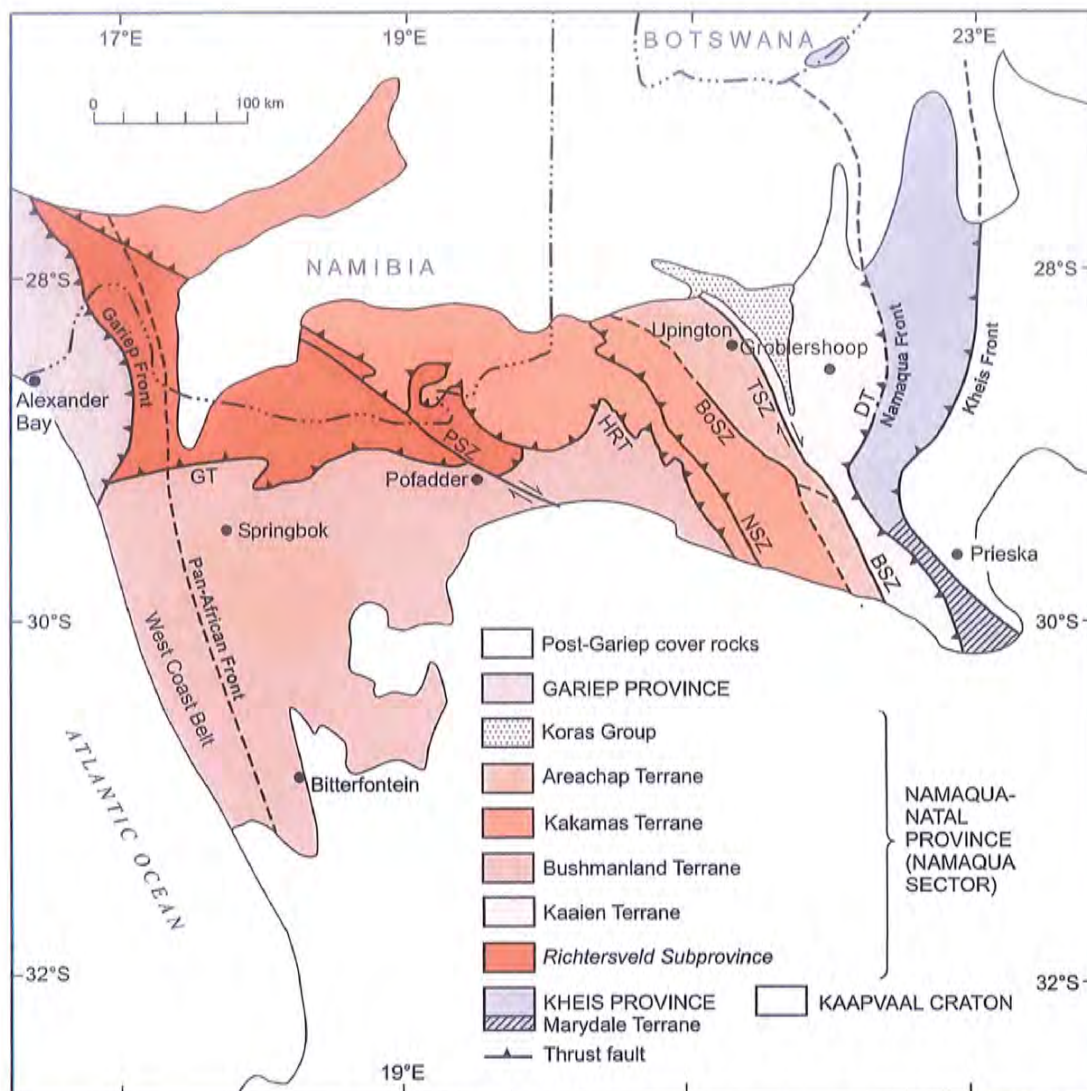 17°E
19°E
BOTSWANA
23°E
0
100 km
NAMIBIA
28°S
28°S
Gariep Front
Upington
Groblershoop
Namaqua Front
Kheis Front
Alexander
Bay
DT
TSZ
BoSZ
HRT
PSZ
GT
Pofadder
Springbok
NSZ
BSZ
Prieska
Pan-African Front
West Coast Belt
30°S
30°S
Bitterfontein
ATLANTIC OCEAN
Post-Gariep cover rocks
GARIEP PROVINCE
Koras Group
Areachap Terrane
Kakamas Terrane
Bushmanland Terrane
Kaaien Terrane
Richtersveld Subprovince
NAMAQUA-
NATAL
PROVINCE
(NAMAQUA
SECTOR)
KHEIS PROVINCE
Marydale Terrane
Thrust fault
KAAPVAAL CRATON
32°S
32°S
19°E